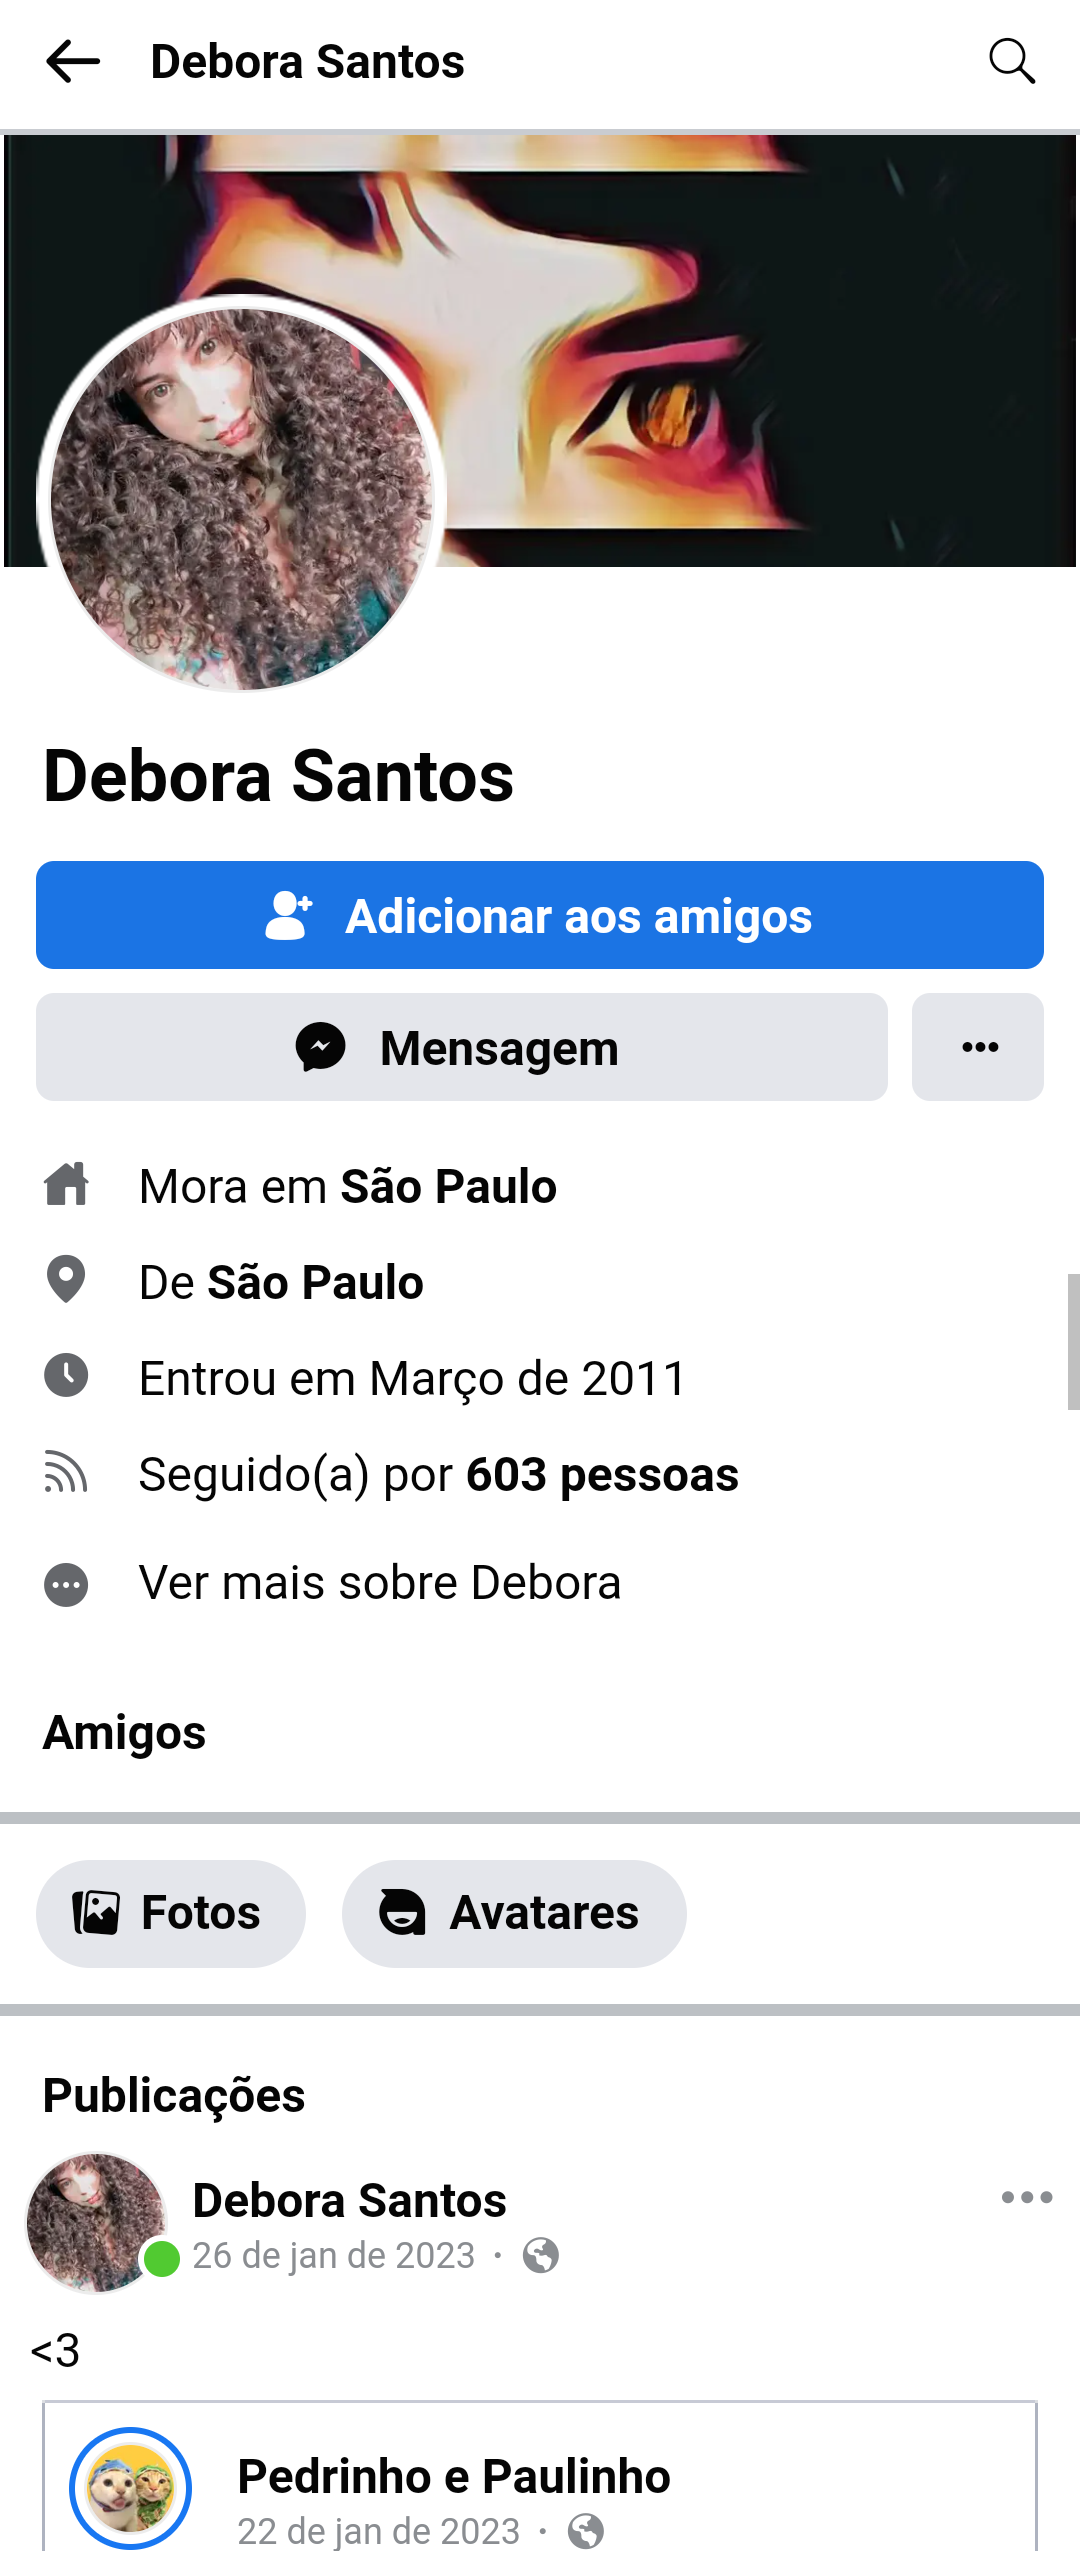 Debora Santos
Debora Santos
Adicionar aos amigos
Mensagem
Mora em São Paulo
De São Paulo
Entrou em Março de 2011
Seguido(a) por 603 pessoas
Ver mais sobre Debora
Amigos
Fotos
Avatares
Publicações
Debora Santos
26 de jan de 2023 ·
<3
Pedrinho e Paulinho
22 de jan de 2023 ·